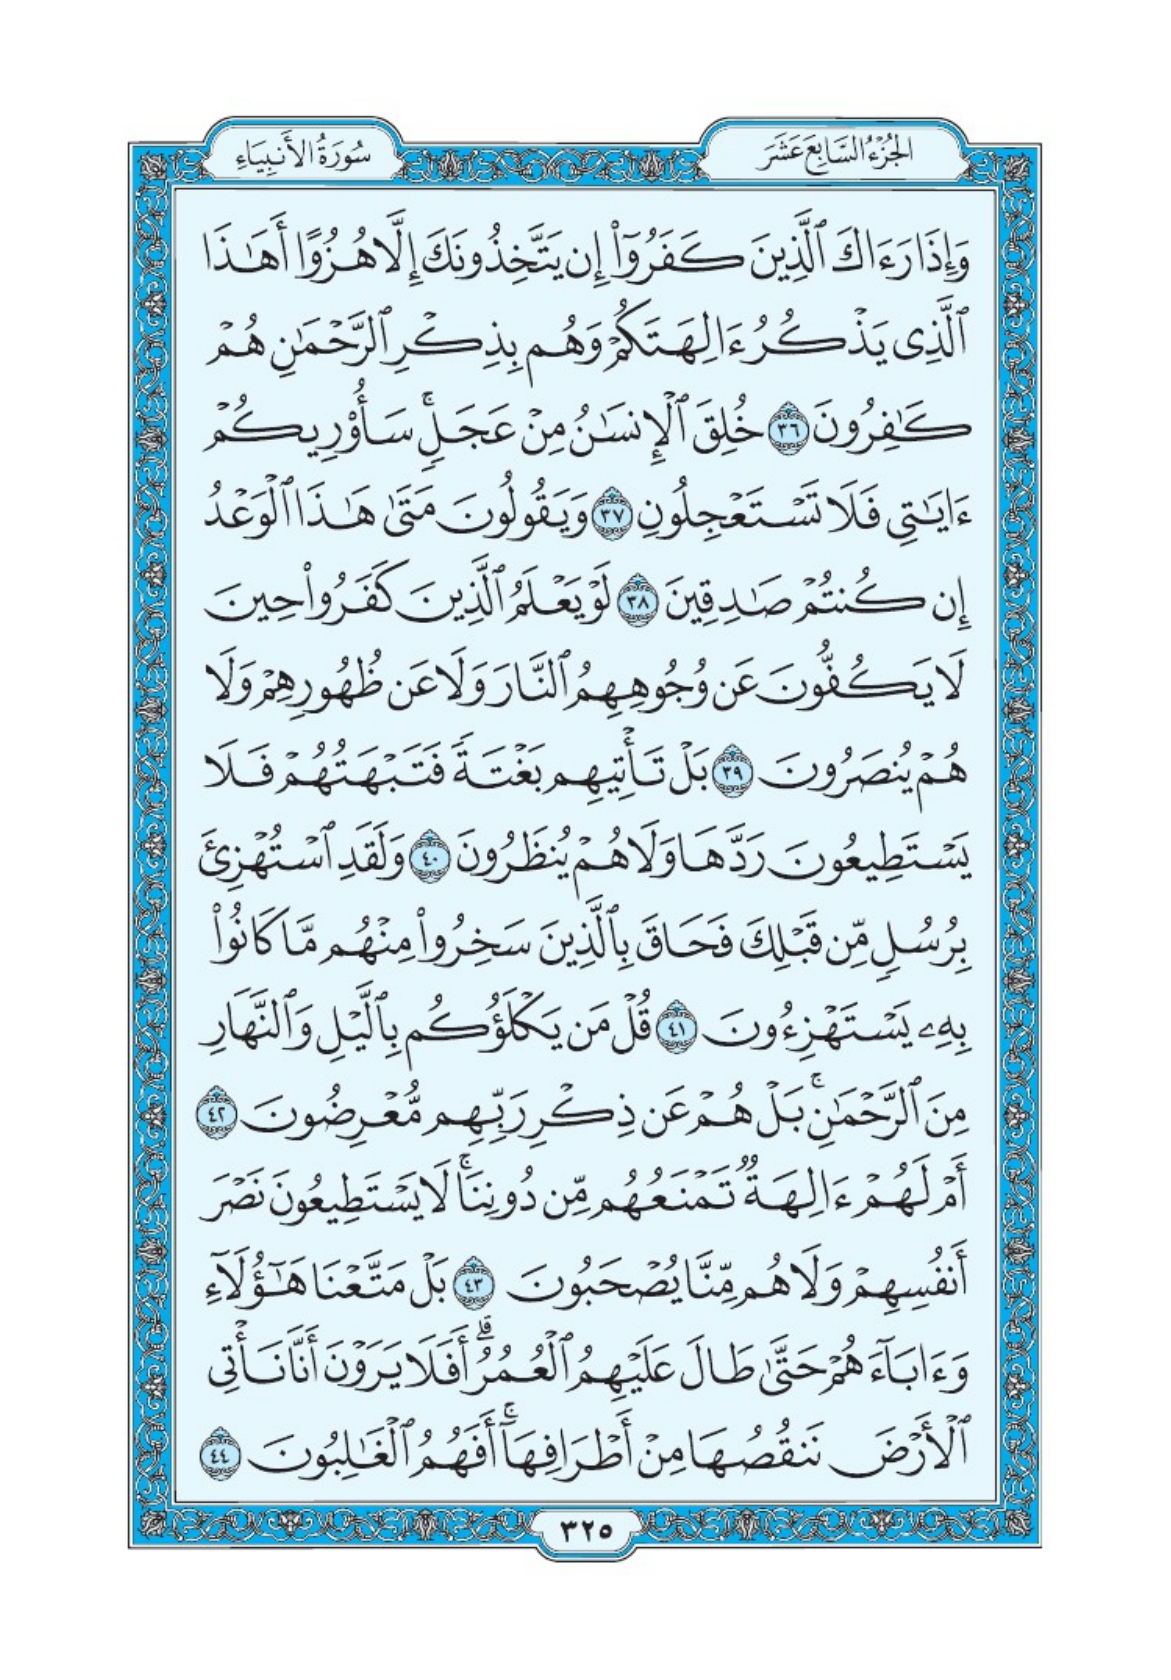 الجُزْءُ السَّابِعَ عَشَرَ
سُورَةُ الأَنبِيَاءِ
وَإِذَا رَءَاكَ ٱلَّذِينَ كَفَرُوٓا۟ إِن يَتَّخِذُونَكَ إِلَّا هُزُوًا أَهَـٰذَا
ٱلَّذِى يَذْكُرُ ءَالِهَتَكُمْ وَهُم بِذِكْرِ ٱلرَّحْمَـٰنِ هُمْ
كَـٰفِرُونَ ٣٦ خُلِقَ ٱلْإِنسَـٰنُ مِنْ عَجَلٍۢ ۚ سَأُو۟رِيكُمْ
ءَايَـٰتِى فَلَا تَسْتَعْجِلُونِ ٣٧ وَيَقُولُونَ مَتَىٰ هَـٰذَا ٱلْوَعْدُ
إِن كُنتُمْ صَـٰدِقِينَ ٣٨ لَوْ يَعْلَمُ ٱلَّذِينَ كَفَرُوا۟ حِينَ
لَا يَكُفُّونَ عَن وُجُوهِهِمُ ٱلنَّارَ وَلَا عَن ظُهُورِهِمْ وَلَا
هُمْ يُنصَرُونَ ٣٩ بَلْ تَأْتِيهِم بَغْتَةًۭ فَتَبْهَتُهُمْ فَلَا
يَسْتَطِيعُونَ رَدَّهَا وَلَا هُمْ يُنظَرُونَ ٤٠ وَلَقَدِ ٱسْتُهْزِئَ
بِرُسُلٍۢ مِّن قَبْلِكَ فَحَاقَ بِٱلَّذِينَ سَخِرُوا۟ مِنْهُم مَّا كَانُوا۟
بِهِۦ يَسْتَهْزِءُونَ ٤١ قُلْ مَن يَكْلَؤُكُم بِٱلَّيْلِ وَٱلنَّهَارِ
مِنَ ٱلرَّحْمَـٰنِ ۗ بَلْ هُمْ عَن ذِكْرِ رَبِّهِم مُّعْرِضُونَ ٤٢
أَمْ لَهُمْ ءَالِهَةٌۭ تَمْنَعُهُم مِّن دُونِنَا ۚ لَا يَسْتَطِيعُونَ نَصْرَ
أَنفُسِهِمْ وَلَا هُم مِّنَّا يُصْحَبُونَ ٤٣ بَلْ مَتَّعْنَا هَـٰٓؤُلَآءِ
وَءَابَآءَهُمْ حَتَّىٰ طَالَ عَلَيْهِمُ ٱلْعُمُرُ ۗ أَفَلَا يَرَوْنَ أَنَّا نَأْتِى
ٱلْأَرْضَ نَنقُصُهَا مِنْ أَطْرَافِهَآ ۚ أَفَهُمُ ٱلْغَـٰلِبُونَ ٤٤
٣٢٥